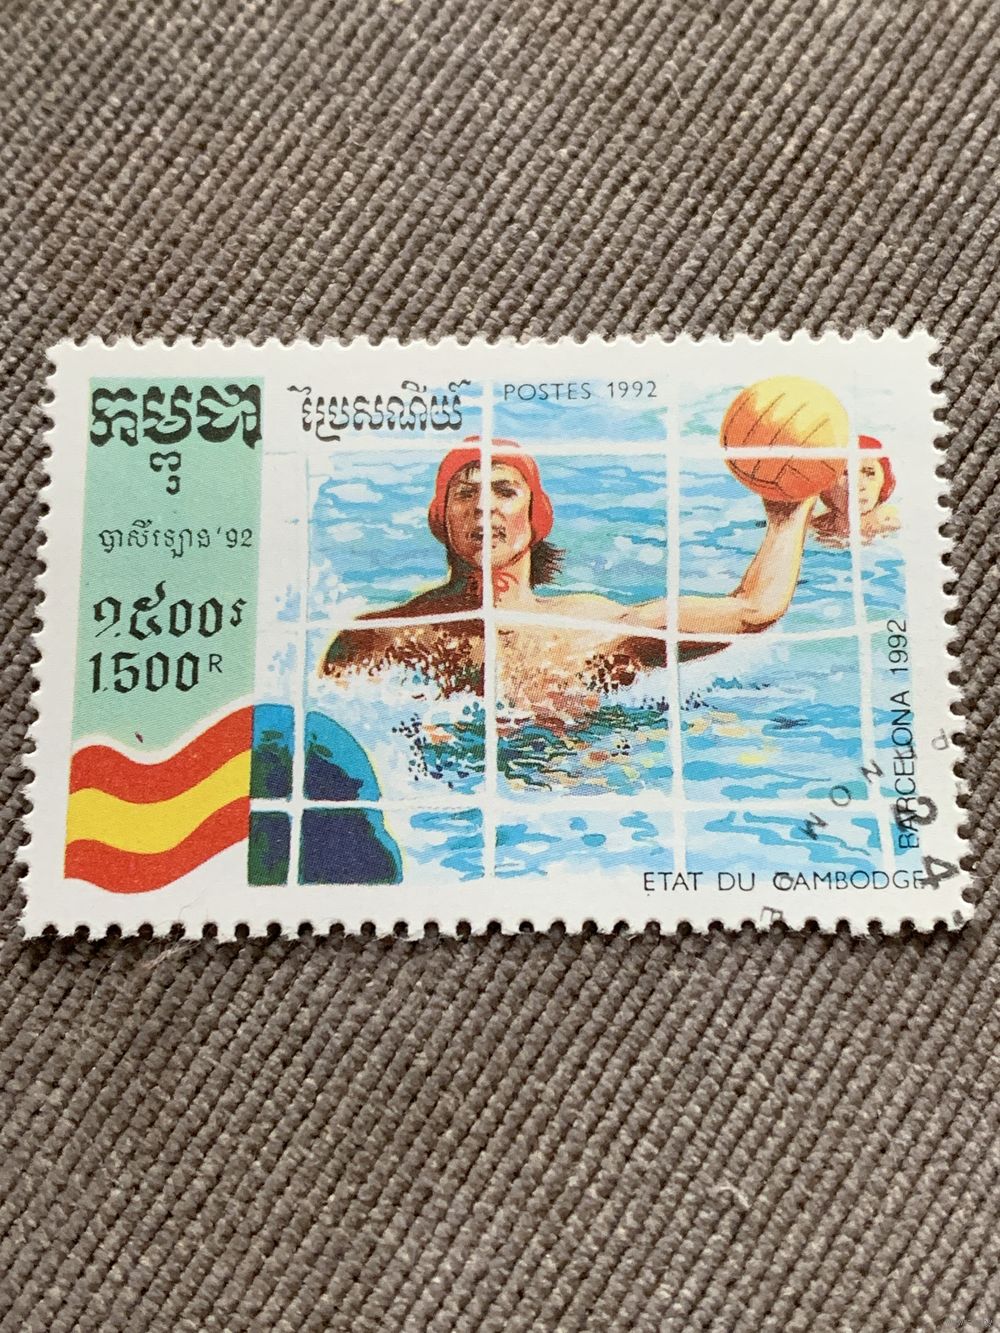 កម្ពុជា
ប្រៃសណីយ៍
POSTES 1992
បាសឺឡោន '92
១.៥០០៛
1.500 R
BARCELONA 1992
ETAT DU CAMBODGE